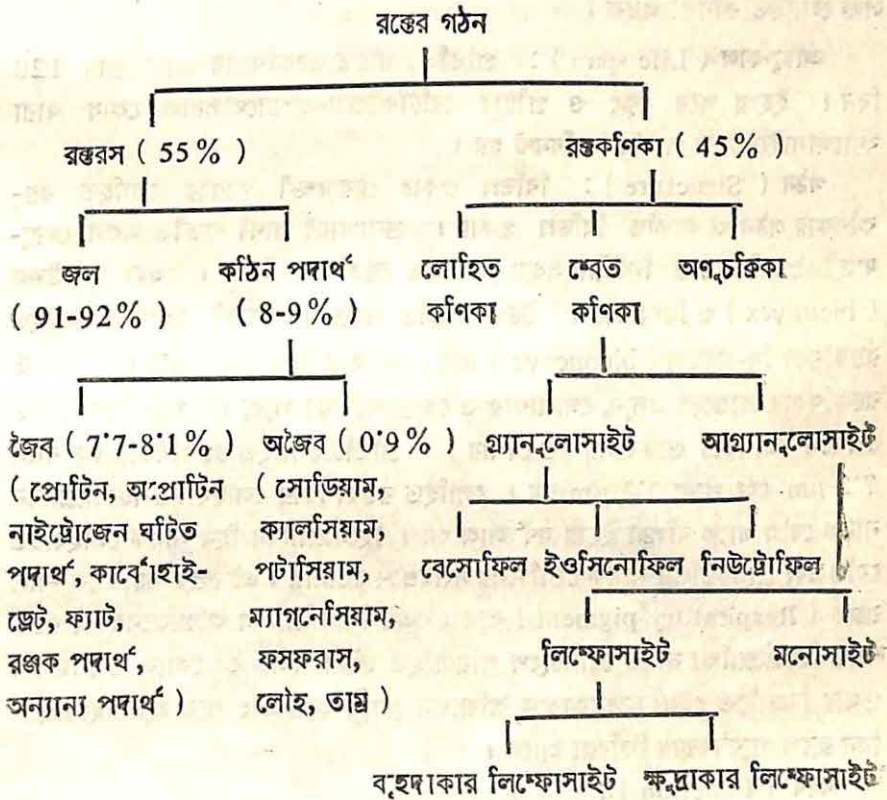 রক্তের গঠন
রক্তরস ( 55% ) রক্তকণিকা ( 45% )
জল কঠিন পদার্থ লোহিত শ্বেত অণুচক্রিকা
( 91-92% ) ( 8-9% ) কণিকা কণিকা
জৈব ( 7·7-8·1% ) অজৈব ( 0·9% ) গ্র্যানুলোসাইট আগ্র্যানুলোসাইট
( প্রোটিন, অপ্রোটিন ( সোডিয়াম,
নাইট্রোজেন ঘটিত ক্যালসিয়াম,
পদার্থ, কার্বোহাই- পটাসিয়াম, বেসোফিল ইওসিনোফিল নিউট্রোফিল
ড্রেট, ফ্যাট, ম্যাগনেসিয়াম,
রঞ্জক পদার্থ, ফসফরাস, লিম্ফোসাইট মনোসাইট
অন্যান্য পদার্থ ) লৌহ, তাম্র )
বৃহদাকার লিম্ফোসাইট ক্ষুদ্রাকার লিম্ফোসাইট